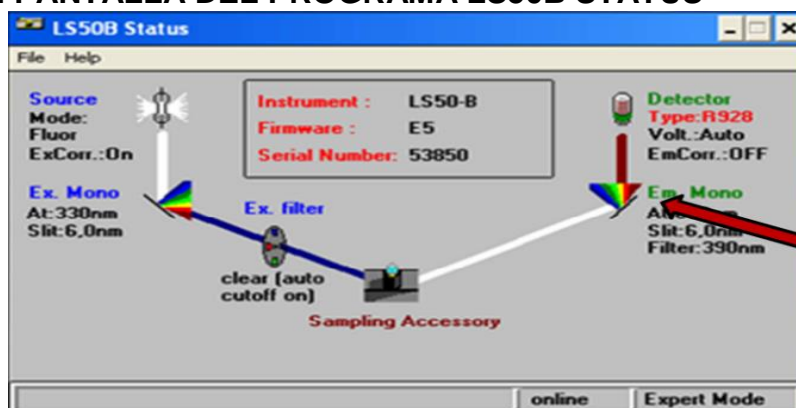 PANTALLA DEL PROGRAMA LS50B STATUS
LS50B Status
File Help
Source
Mode:
Fluor
ExCorr.:On
Instrument : LS50-B
Firmware : E5
Serial Number: 53850
Detector
Type:R928
Volt.:Auto
EmCorr.:OFF
Ex. Mono
At:330nm
Slit:6,0nm
Ex. filter
clear (auto
cutoff on)
Em. Mono
Slit:6,0nm
Filter:390nm
Sampling Accessory
online
Expert Mode